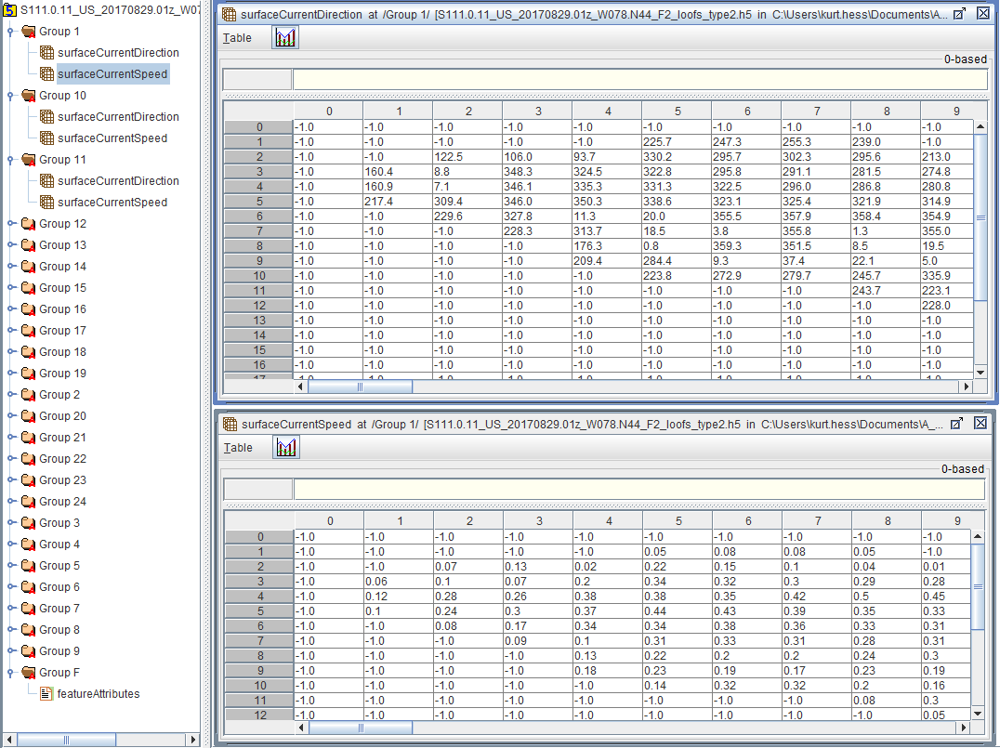 S111.0.11_US_20170829.01z_W07
Group 1
surfaceCurrentDirection
surfaceCurrentSpeed
Group 10
surfaceCurrentDirection
surfaceCurrentSpeed
Group 11
surfaceCurrentDirection
surfaceCurrentSpeed
Group 12
Group 13
Group 14
Group 15
Group 16
Group 17
Group 18
Group 19
Group 2
Group 20
Group 21
Group 22
Group 23
Group 24
Group 3
Group 4
Group 5
Group 6
Group 7
Group 8
Group 9
Group F
featureAttributes
surfaceCurrentDirection at /Group 1/ [S111.0.11_US_20170829.01z_W078.N44_F2_loofs_type2.h5 in C:\Users\kurt.hess\Documents\A...
Table
0-based
0 1 2 3 4 5 6 7 8 9
0 -1.0 -1.0 -1.0 -1.0 -1.0 -1.0 -1.0 -1.0 -1.0 -1.0
1 -1.0 -1.0 -1.0 -1.0 -1.0 225.7 247.3 255.3 239.0 -1.0
2 -1.0 -1.0 122.5 106.0 93.7 330.2 295.7 302.3 295.6 213.0
3 -1.0 160.4 8.8 348.3 324.5 322.8 295.8 291.1 281.5 274.8
4 -1.0 160.9 7.1 346.1 335.3 331.3 322.5 296.0 286.8 280.8
5 -1.0 217.4 309.4 346.0 350.3 338.6 323.1 325.4 321.9 314.9
6 -1.0 -1.0 229.6 327.8 11.3 20.0 355.5 357.9 358.4 354.9
7 -1.0 -1.0 -1.0 228.3 313.7 18.5 3.8 355.8 1.3 355.0
8 -1.0 -1.0 -1.0 -1.0 176.3 0.8 359.3 351.5 8.5 19.5
9 -1.0 -1.0 -1.0 -1.0 209.4 284.4 9.3 37.4 22.1 5.0
10 -1.0 -1.0 -1.0 -1.0 -1.0 223.8 272.9 279.7 245.7 335.9
11 -1.0 -1.0 -1.0 -1.0 -1.0 -1.0 -1.0 -1.0 243.7 223.1
12 -1.0 -1.0 -1.0 -1.0 -1.0 -1.0 -1.0 -1.0 -1.0 228.0
13 -1.0 -1.0 -1.0 -1.0 -1.0 -1.0 -1.0 -1.0 -1.0 -1.0
14 -1.0 -1.0 -1.0 -1.0 -1.0 -1.0 -1.0 -1.0 -1.0 -1.0
15 -1.0 -1.0 -1.0 -1.0 -1.0 -1.0 -1.0 -1.0 -1.0 -1.0
16 -1.0 -1.0 -1.0 -1.0 -1.0 -1.0 -1.0 -1.0 -1.0 -1.0
17 -1.0 -1.0 -1.0 -1.0 -1.0 -1.0 -1.0 -1.0 -1.0 -1.0
surfaceCurrentSpeed at /Group 1/ [S111.0.11_US_20170829.01z_W078.N44_F2_loofs_type2.h5 in C:\Users\kurt.hess\Documents\A_...
Table
0-based
0 1 2 3 4 5 6 7 8 9
0 -1.0 -1.0 -1.0 -1.0 -1.0 -1.0 -1.0 -1.0 -1.0 -1.0
1 -1.0 -1.0 -1.0 -1.0 -1.0 0.05 0.08 0.08 0.05 -1.0
2 -1.0 -1.0 0.07 0.13 0.02 0.22 0.15 0.1 0.04 0.01
3 -1.0 0.06 0.1 0.07 0.2 0.34 0.32 0.3 0.29 0.28
4 -1.0 0.12 0.28 0.26 0.38 0.38 0.35 0.42 0.5 0.45
5 -1.0 0.1 0.24 0.3 0.37 0.44 0.43 0.39 0.35 0.33
6 -1.0 -1.0 0.08 0.17 0.34 0.34 0.38 0.36 0.33 0.31
7 -1.0 -1.0 -1.0 0.09 0.1 0.31 0.33 0.31 0.28 0.31
8 -1.0 -1.0 -1.0 -1.0 0.13 0.22 0.2 0.2 0.24 0.3
9 -1.0 -1.0 -1.0 -1.0 0.18 0.23 0.19 0.17 0.23 0.19
10 -1.0 -1.0 -1.0 -1.0 -1.0 0.14 0.32 0.32 0.2 0.16
11 -1.0 -1.0 -1.0 -1.0 -1.0 -1.0 -1.0 -1.0 0.08 0.3
12 -1.0 -1.0 -1.0 -1.0 -1.0 -1.0 -1.0 -1.0 -1.0 0.05